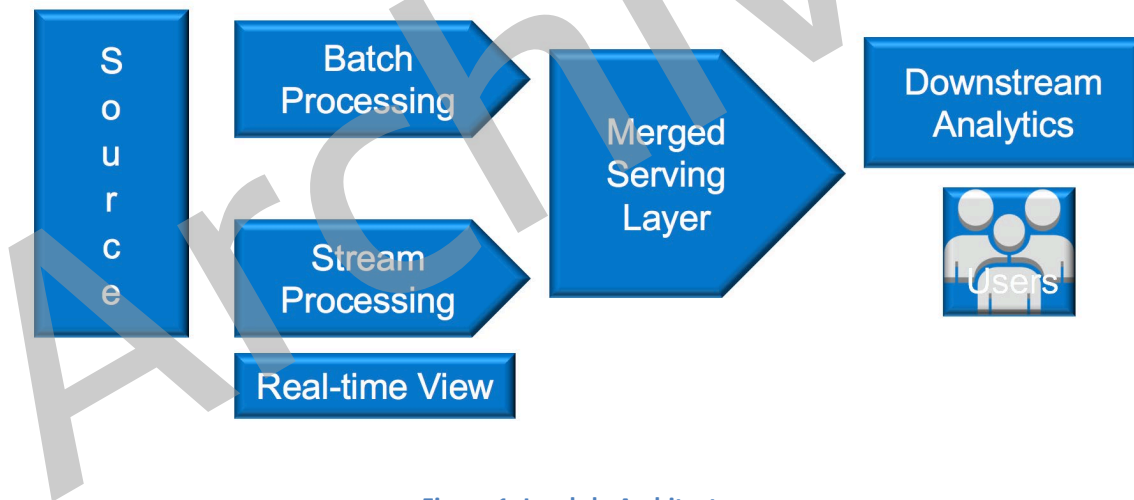 S
o
u
r
c
e
Batch
Processing
Stream
Processing
Real-time View
Merged
Serving
Layer
Downstream
Analytics
Users
Archiv